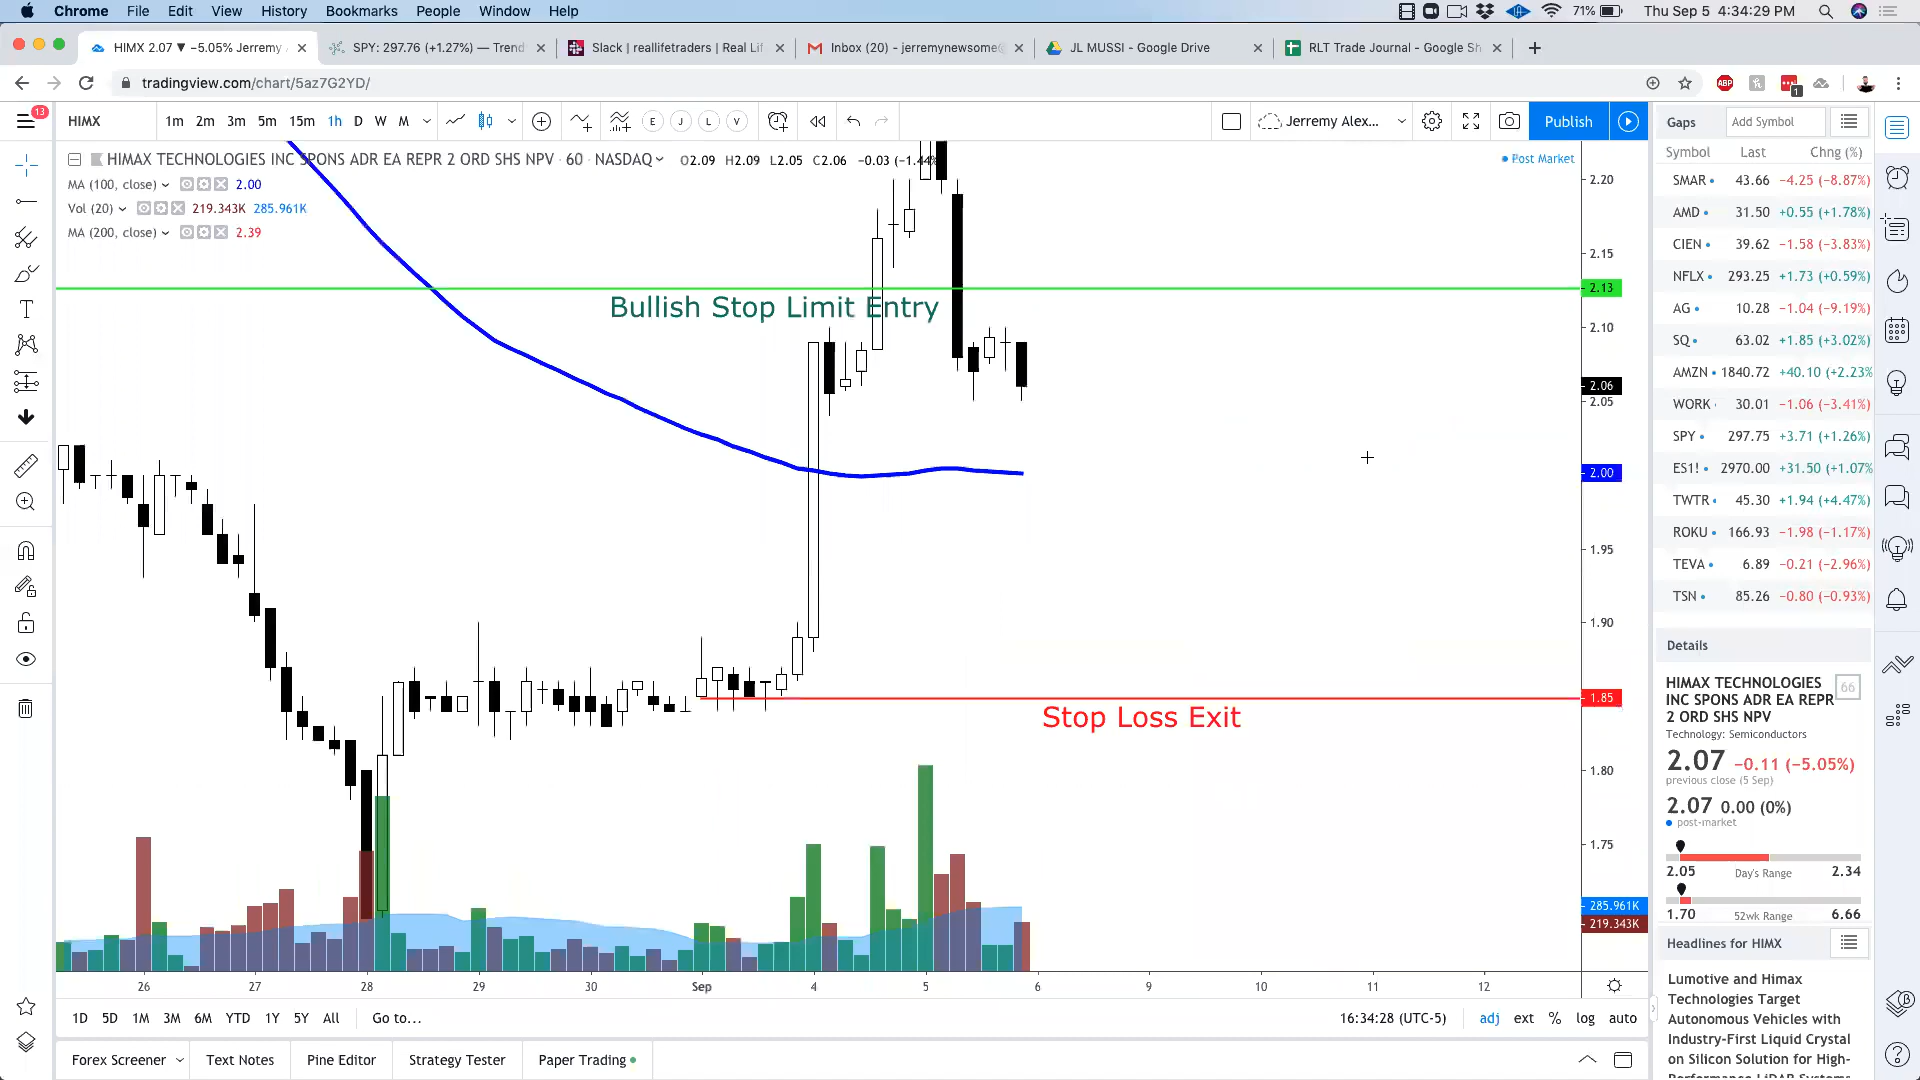 Chrome File Edit View History Bookmarks People Window Help 71% Thu Sep 5 4:34:29 PM
HIMX 2.07 ▼ −5.05% Jerremy SPY: 297.76 (+1.27%) — Trend Slack | reallifetraders | Real Lif Inbox (20) - jerremynewsome@ JL MUSSI - Google Drive RLT Trade Journal - Google Sh
tradingview.com/chart/5az7G2YD/ ABP 1
13 HIMX 1m 2m 3m 5m 15m 1h D W M E J L V Jerremy Alex... Publish
HIMAX TECHNOLOGIES INC SPONS ADR EA REPR 2 ORD SHS NPV · 60 · NASDAQ O2.09 H2.09 L2.05 C2.06 −0.03 (−1.44%
Post Market
MA (100, close) 2.00
Vol (20) 219.343K 285.961K
MA (200, close) 2.39
Bullish Stop Limit Entry
Stop Loss Exit
2.20
2.15
2.13
2.10
2.06
2.05
2.00
1.95
1.90
1.85
1.80
1.75
285.961K
219.343K
26 27 28 29 30 Sep 4 5 6 9 10 11 12
1D 5D 1M 3M 6M YTD 1Y 5Y All Go to... 16:34:28 (UTC-5) adj ext % log auto
Forex Screener Text Notes Pine Editor Strategy Tester Paper Trading
Gaps Add Symbol
Symbol Last Chng (%)
SMAR 43.66 −4.25 (−8.87%)
AMD 31.50 +0.55 (+1.78%)
CIEN 39.62 −1.58 (−3.83%)
NFLX 293.25 +1.73 (+0.59%)
AG 10.28 −1.04 (−9.19%)
SQ 63.02 +1.85 (+3.02%)
AMZN 1840.72 +40.10 (+2.23%
WORK 30.01 −1.06 (−3.41%)
SPY 297.75 +3.71 (+1.26%)
ES1! 2970.00 +31.50 (+1.07%
TWTR 45.30 +1.94 (+4.47%)
ROKU 166.93 −1.98 (−1.17%)
TEVA 6.89 −0.21 (−2.96%)
TSN 85.26 −0.80 (−0.93%)
Details
HIMAX TECHNOLOGIES 66
INC SPONS ADR EA REPR
2 ORD SHS NPV
Technology: Semiconductors
2.07 −0.11 (−5.05%)
previous close (5 Sep)
2.07 0.00 (0%)
post-market
2.05 Day's Range 2.34
1.70 52wk Range 6.66
Headlines for HIMX
Lumotive and Himax
Technologies Target
Autonomous Vehicles with
Industry-First Liquid Crystal
on Silicon Solution for High-
Performance LiDAR Systems